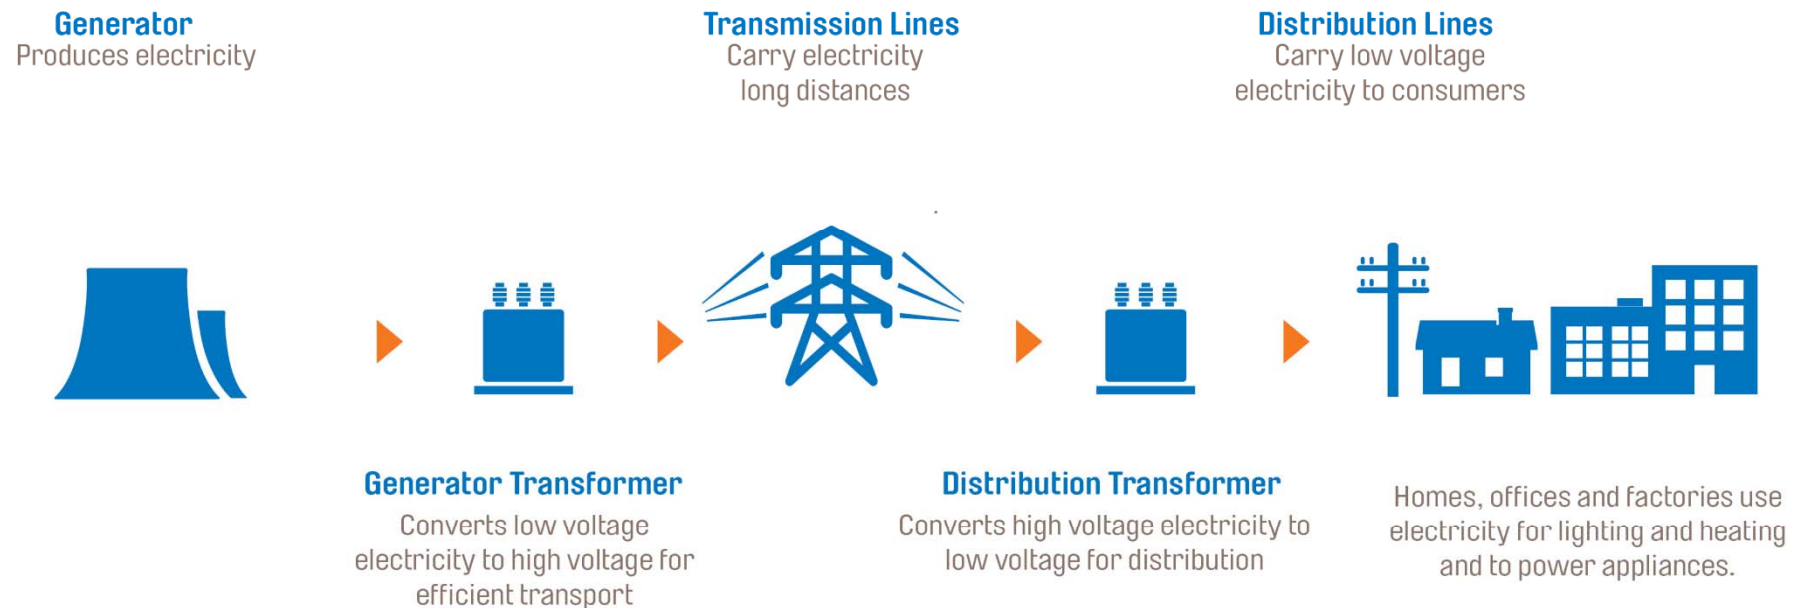 Generator
Produces electricity
Transmission Lines
Carry electricity
long distances
Distribution Lines
Carry low voltage
electricity to consumers
Generator Transformer
Converts low voltage
electricity to high voltage for
efficient transport
Distribution Transformer
Converts high voltage electricity to
low voltage for distribution
Homes, offices and factories use
electricity for lighting and heating
and to power appliances.